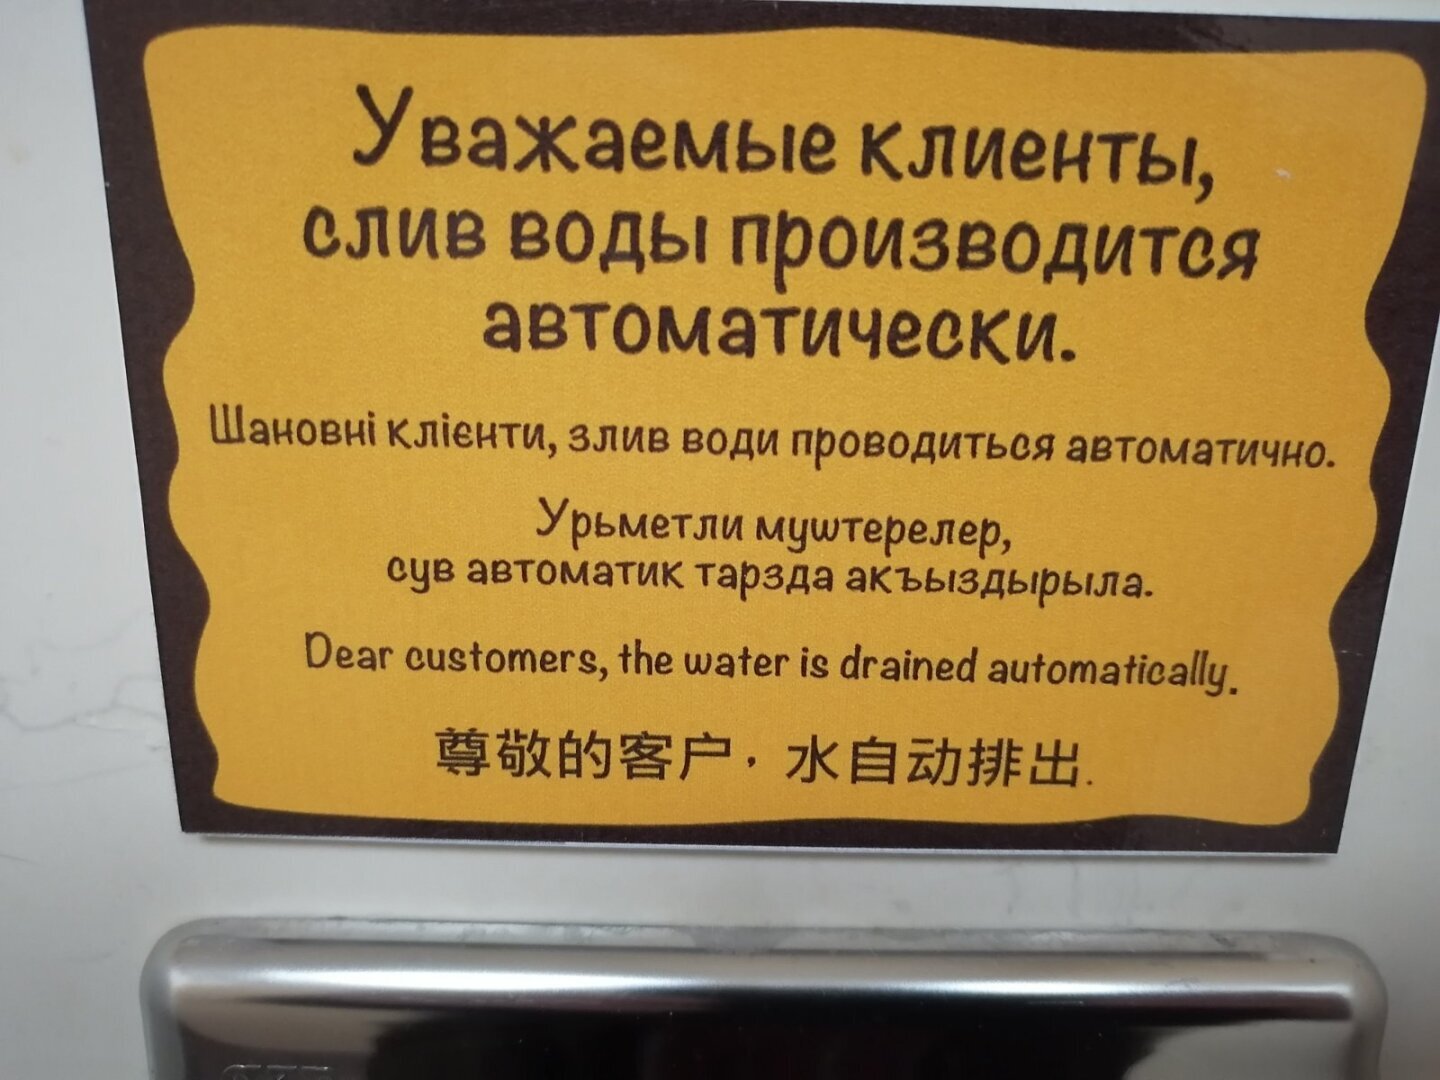 Уважаемые клиенты,
слив воды производится
автоматически.
Шановні клієнти, злив води проводиться автоматично.
Урьметли муштерелер,
сув автоматик тарзда акъыздырыла.
Dear customers, the water is drained automatically.
尊敬的客户，水自动排出.